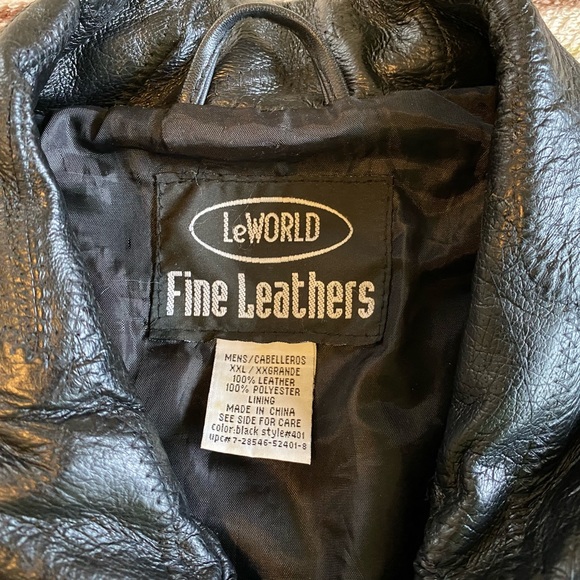 LeWORLD
Fine Leathers
MENS/CABELLEROS
XXL/XXGRANDE
100% LEATHER
100% POLYESTER
LINING
MADE IN CHINA
SEE SIDE FOR CARE
color:black style#401
upc# 7-28546-52401-8